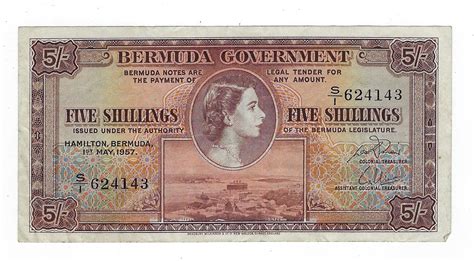 5/-
BERMUDA GOVERNMENT
5/-
BERMUDA NOTES ARE LEGAL TENDER FOR
THE PAYMENT OF ANY AMOUNT.
S/1 624143
FIVE SHILLINGS FIVE SHILLINGS
ISSUED UNDER THE AUTHORITY OF THE BERMUDA LEGISLATURE.
HAMILTON, BERMUDA,
1ST MAY, 1957.
COLONIAL TREASURER.
S/1 624143
ASSISTANT COLONIAL TREASURER.
5/-
5/-